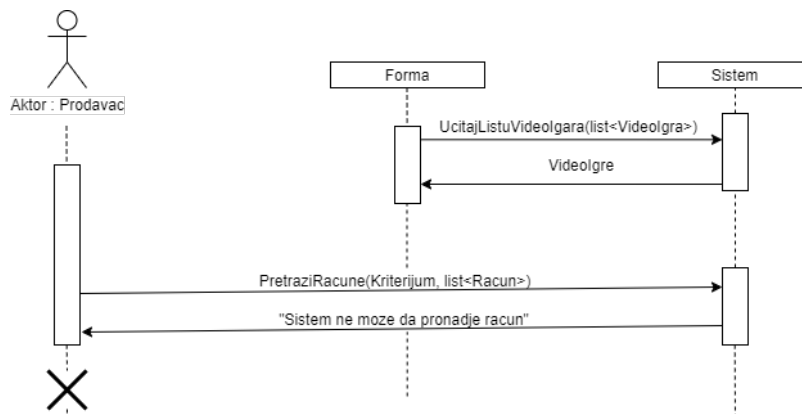 Aktor : Prodavac
Forma
Sistem
UcitajListuVideoIgara(list<VideoIgra>)
VideoIgre
PretraziRacune(Kriterijum, list<Racun>)
"Sistem ne moze da pronadje racun"